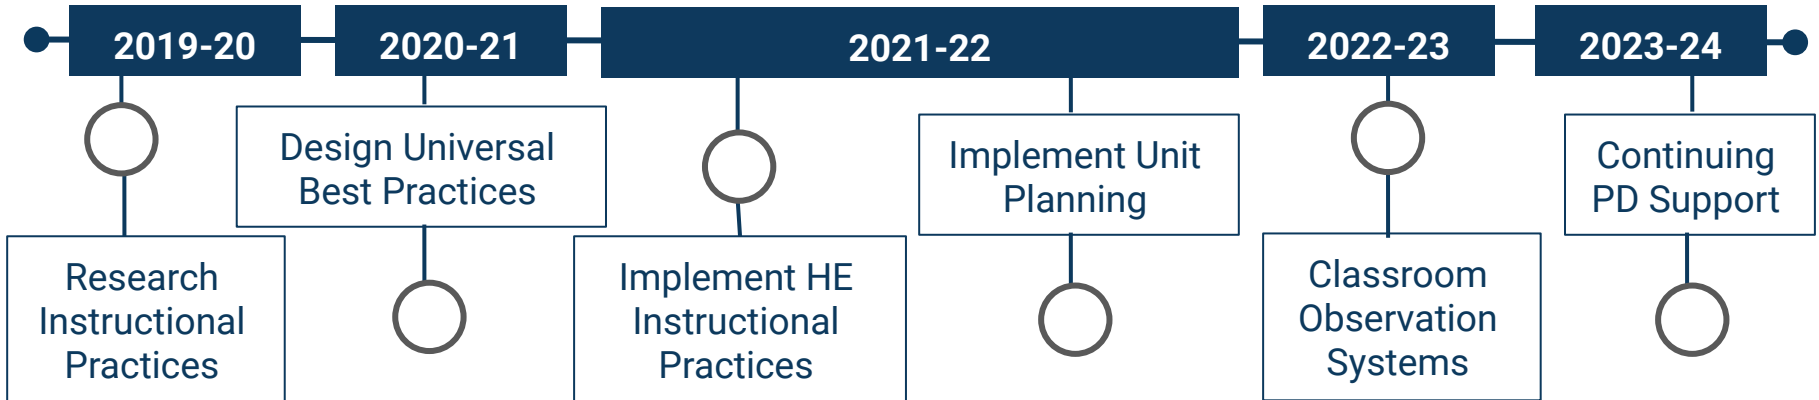 2019-20
2020-21
2021-22
2022-23
2023-24
Research
Instructional
Practices
Design Universal
Best Practices
Implement HE
Instructional
Practices
Implement Unit
Planning
Classroom
Observation
Systems
Continuing
PD Support